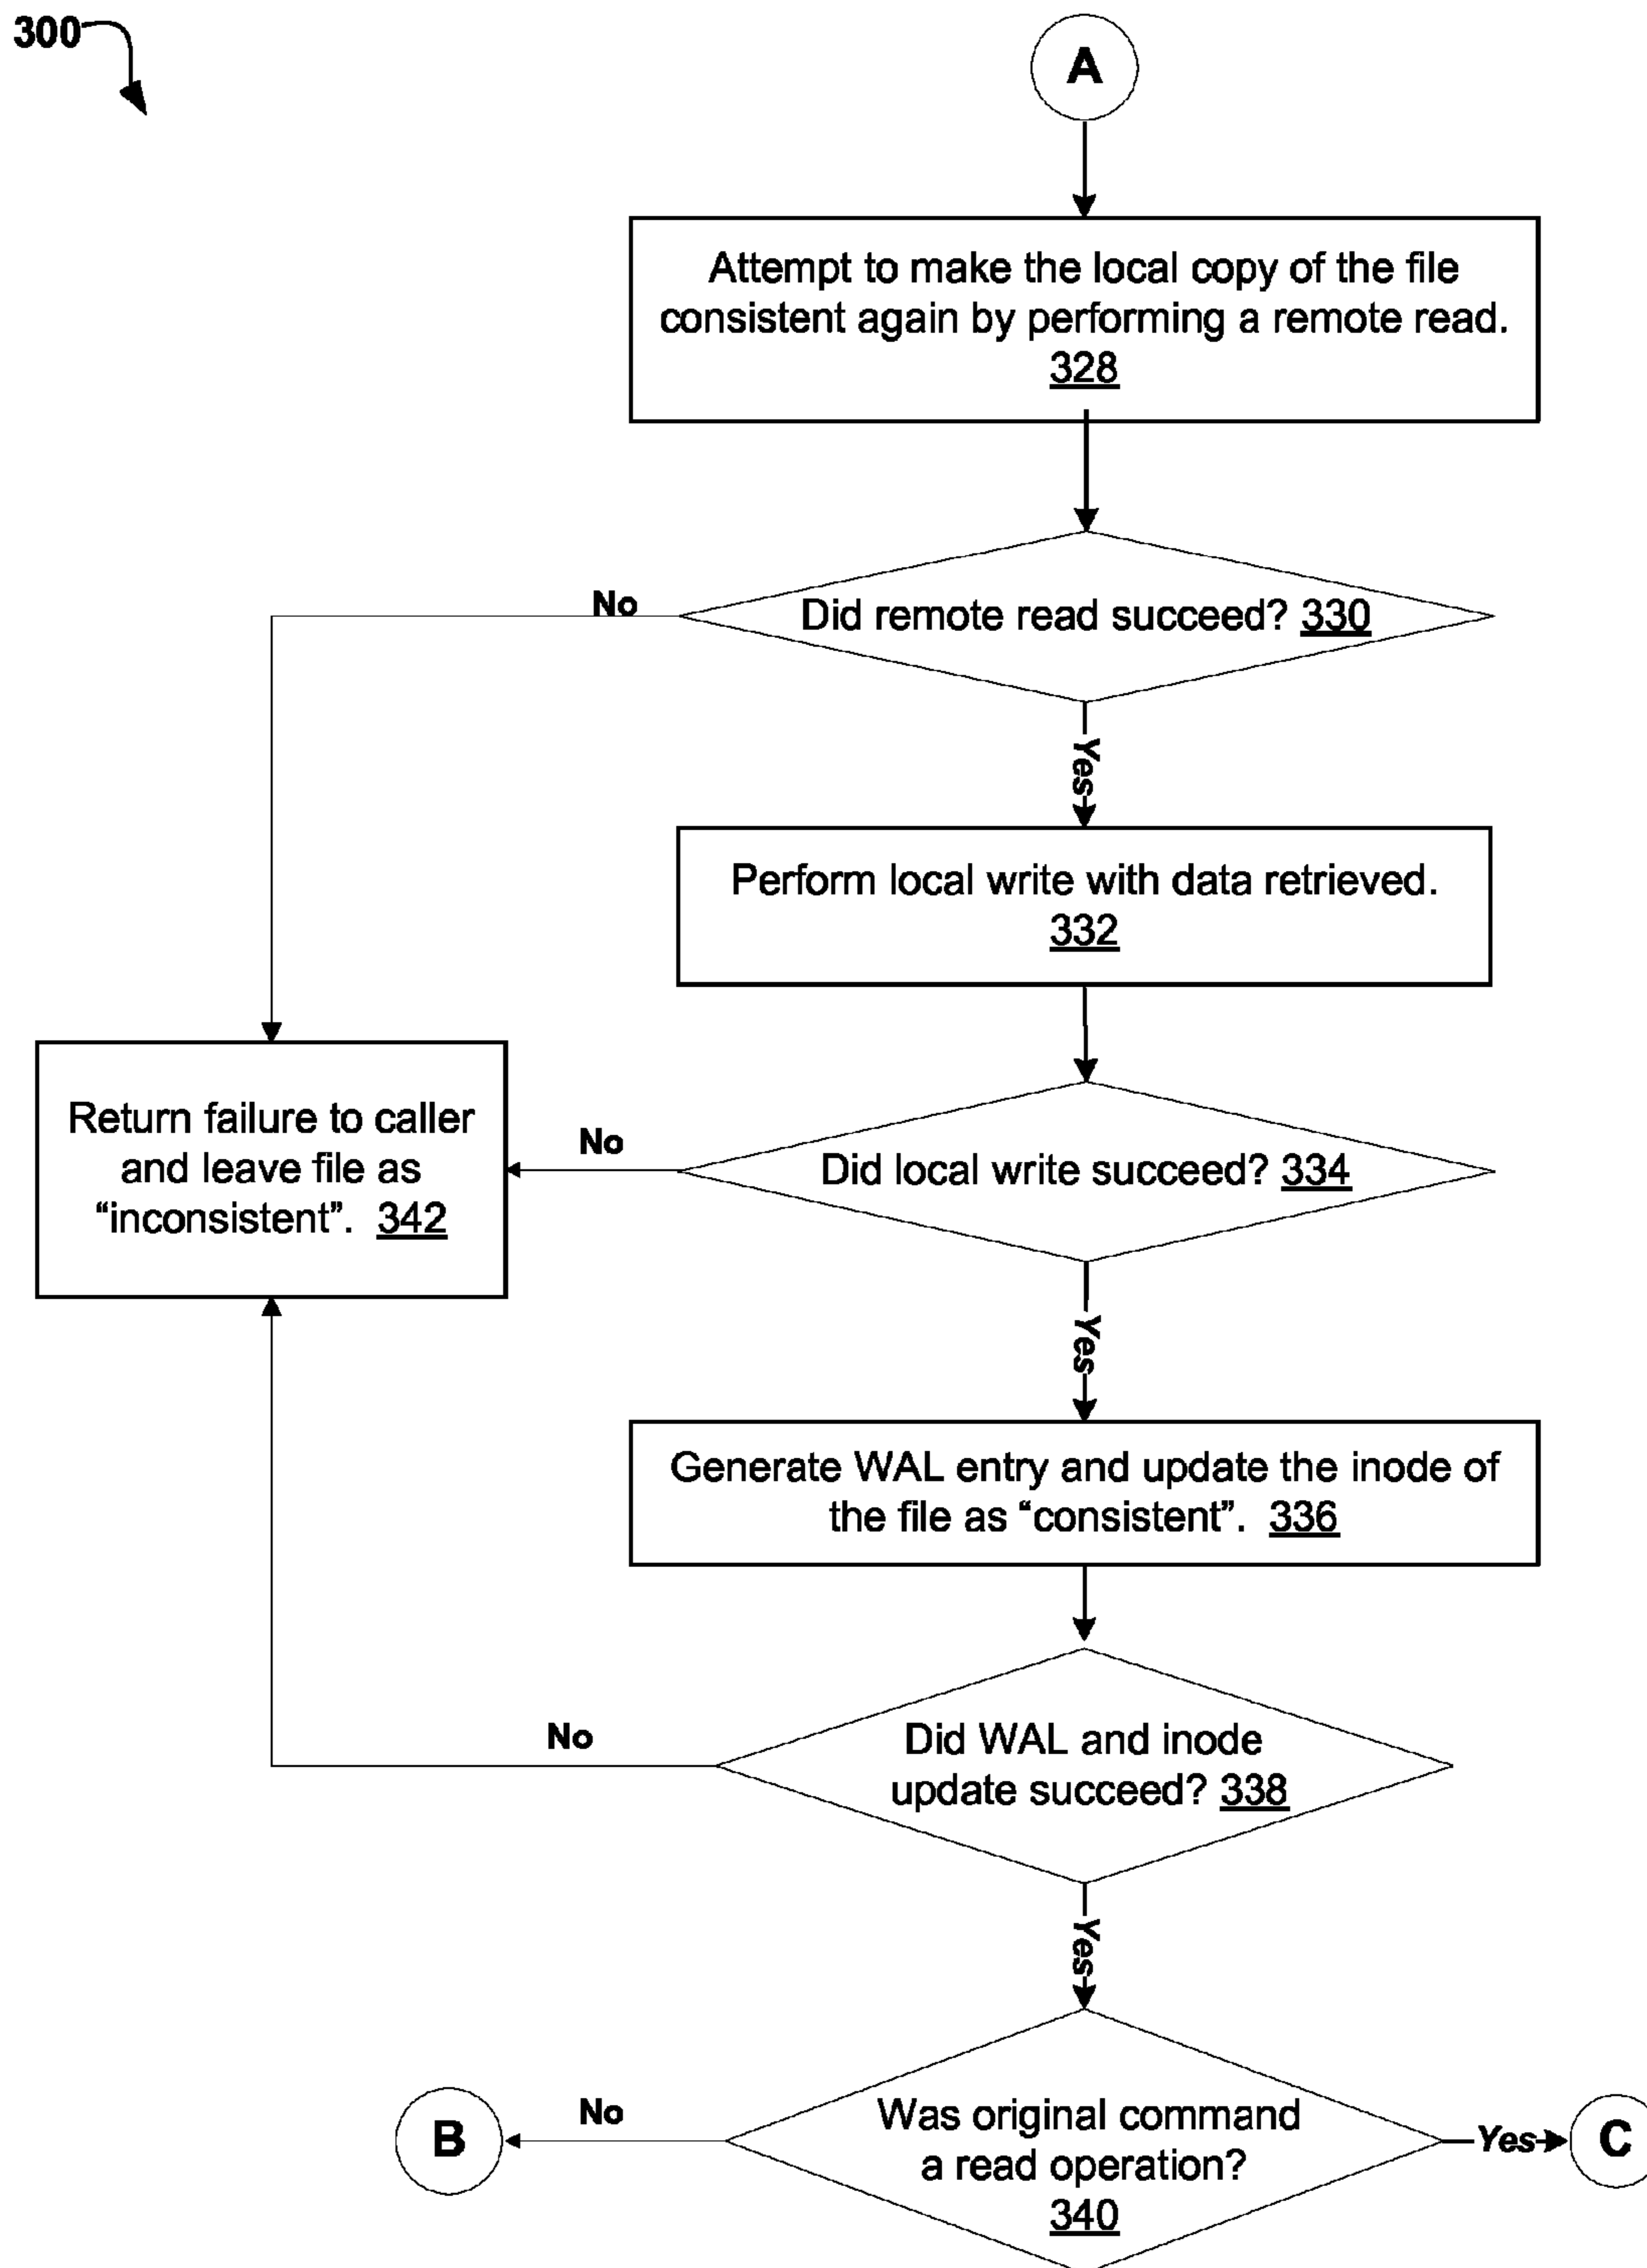 300
A
Attempt to make the local copy of the file
consistent again by performing a remote read.
328
No
Did remote read succeed? 330
Yes
Perform local write with data retrieved.
332
Return failure to caller
and leave file as
“inconsistent”. 342
No
Did local write succeed? 334
Yes
Generate WAL entry and update the inode of
the file as “consistent”. 336
No
Did WAL and inode
update succeed? 338
Yes
B
No
Was original command
a read operation?
340
Yes
C